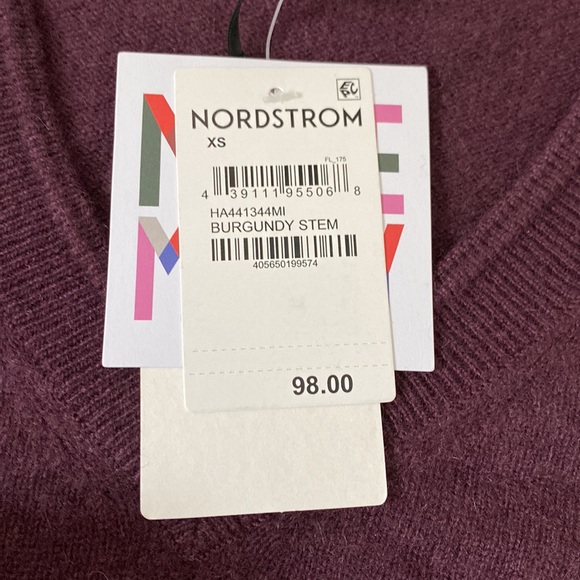 NORDSTROM
XS
FL_175
4 39111 95506 8
HA441344MI
BURGUNDY STEM
405650199574
98.00